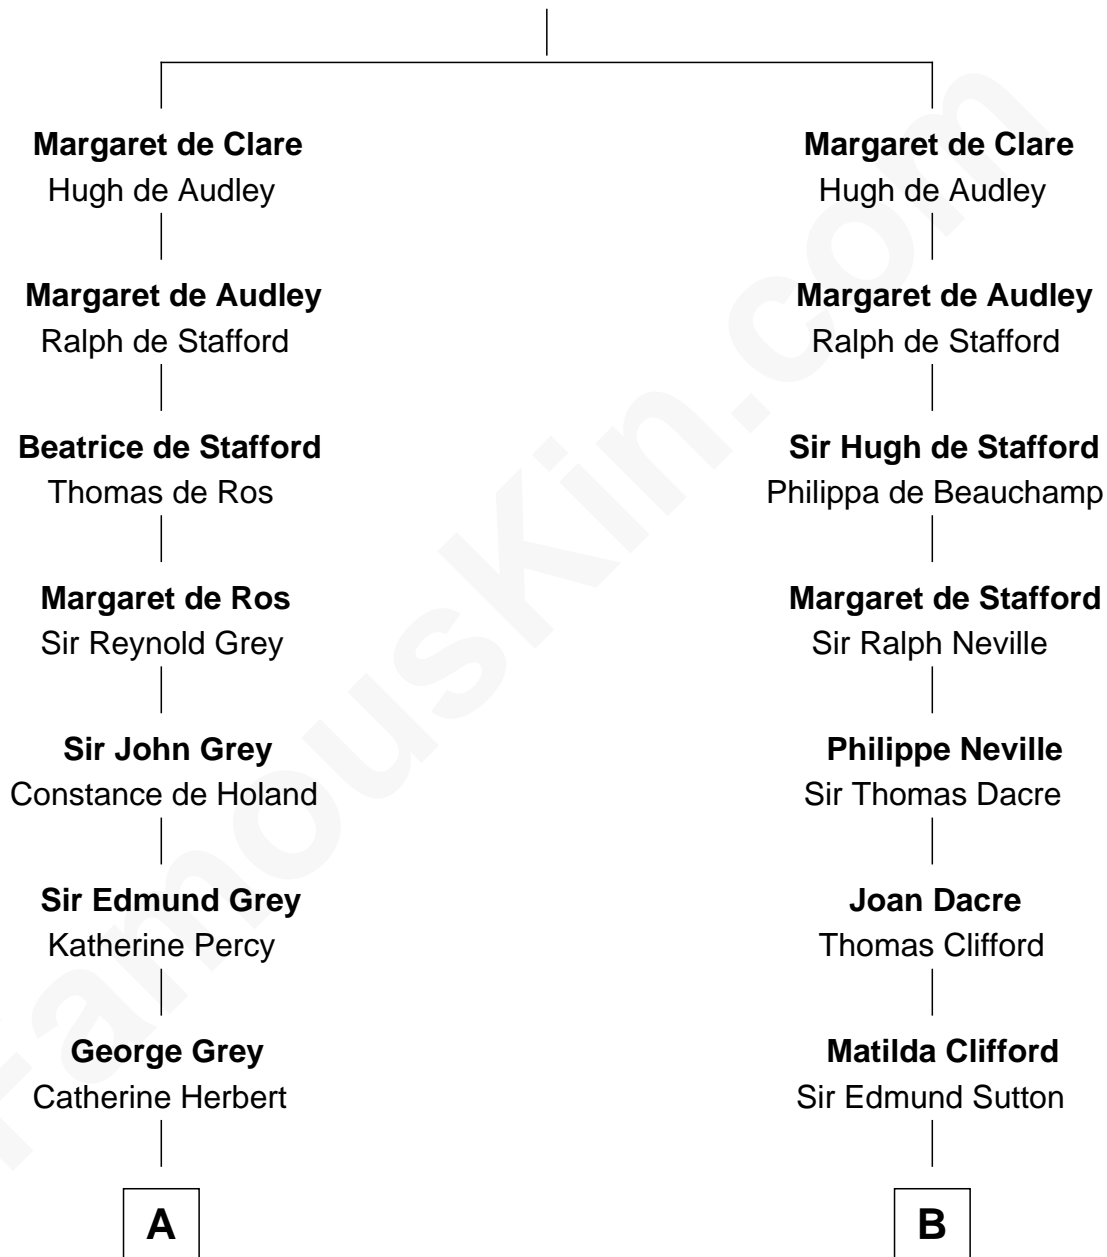 Margaret de Clare
Hugh de Audley
Margaret de Audley
Ralph de Stafford
Beatrice de Stafford
Thomas de Ros
Margaret de Ros
Sir Reynold Grey
Sir John Grey
Constance de Holand
Sir Edmund Grey
Katherine Percy
George Grey
Catherine Herbert
A
Margaret de Clare
Hugh de Audley
Margaret de Audley
Ralph de Stafford
Sir Hugh de Stafford
Philippa de Beauchamp
Margaret de Stafford
Sir Ralph Neville
Philippe Neville
Sir Thomas Dacre
Joan Dacre
Thomas Clifford
Matilda Clifford
Sir Edmund Sutton
B
FamousKin.com